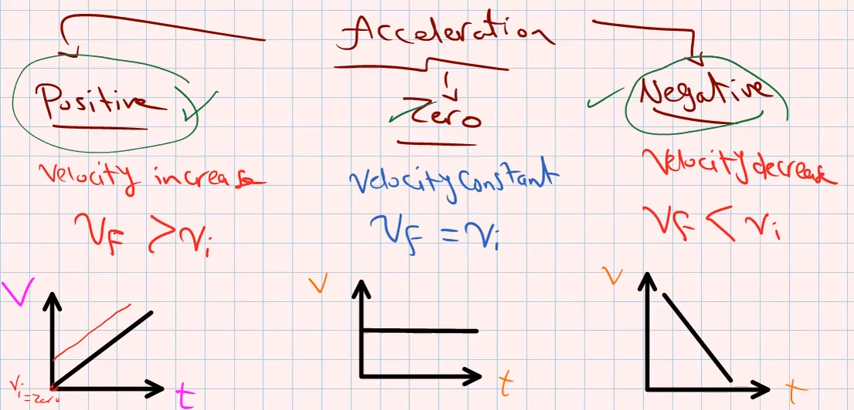 Acceleration
Positive
Zero
Negative
Velocity increase
Velocity Constant
Velocity decrease
VF > Vi
VF = Vi
VF < Vi
V
t
Vi = Zero
V
t
V
t